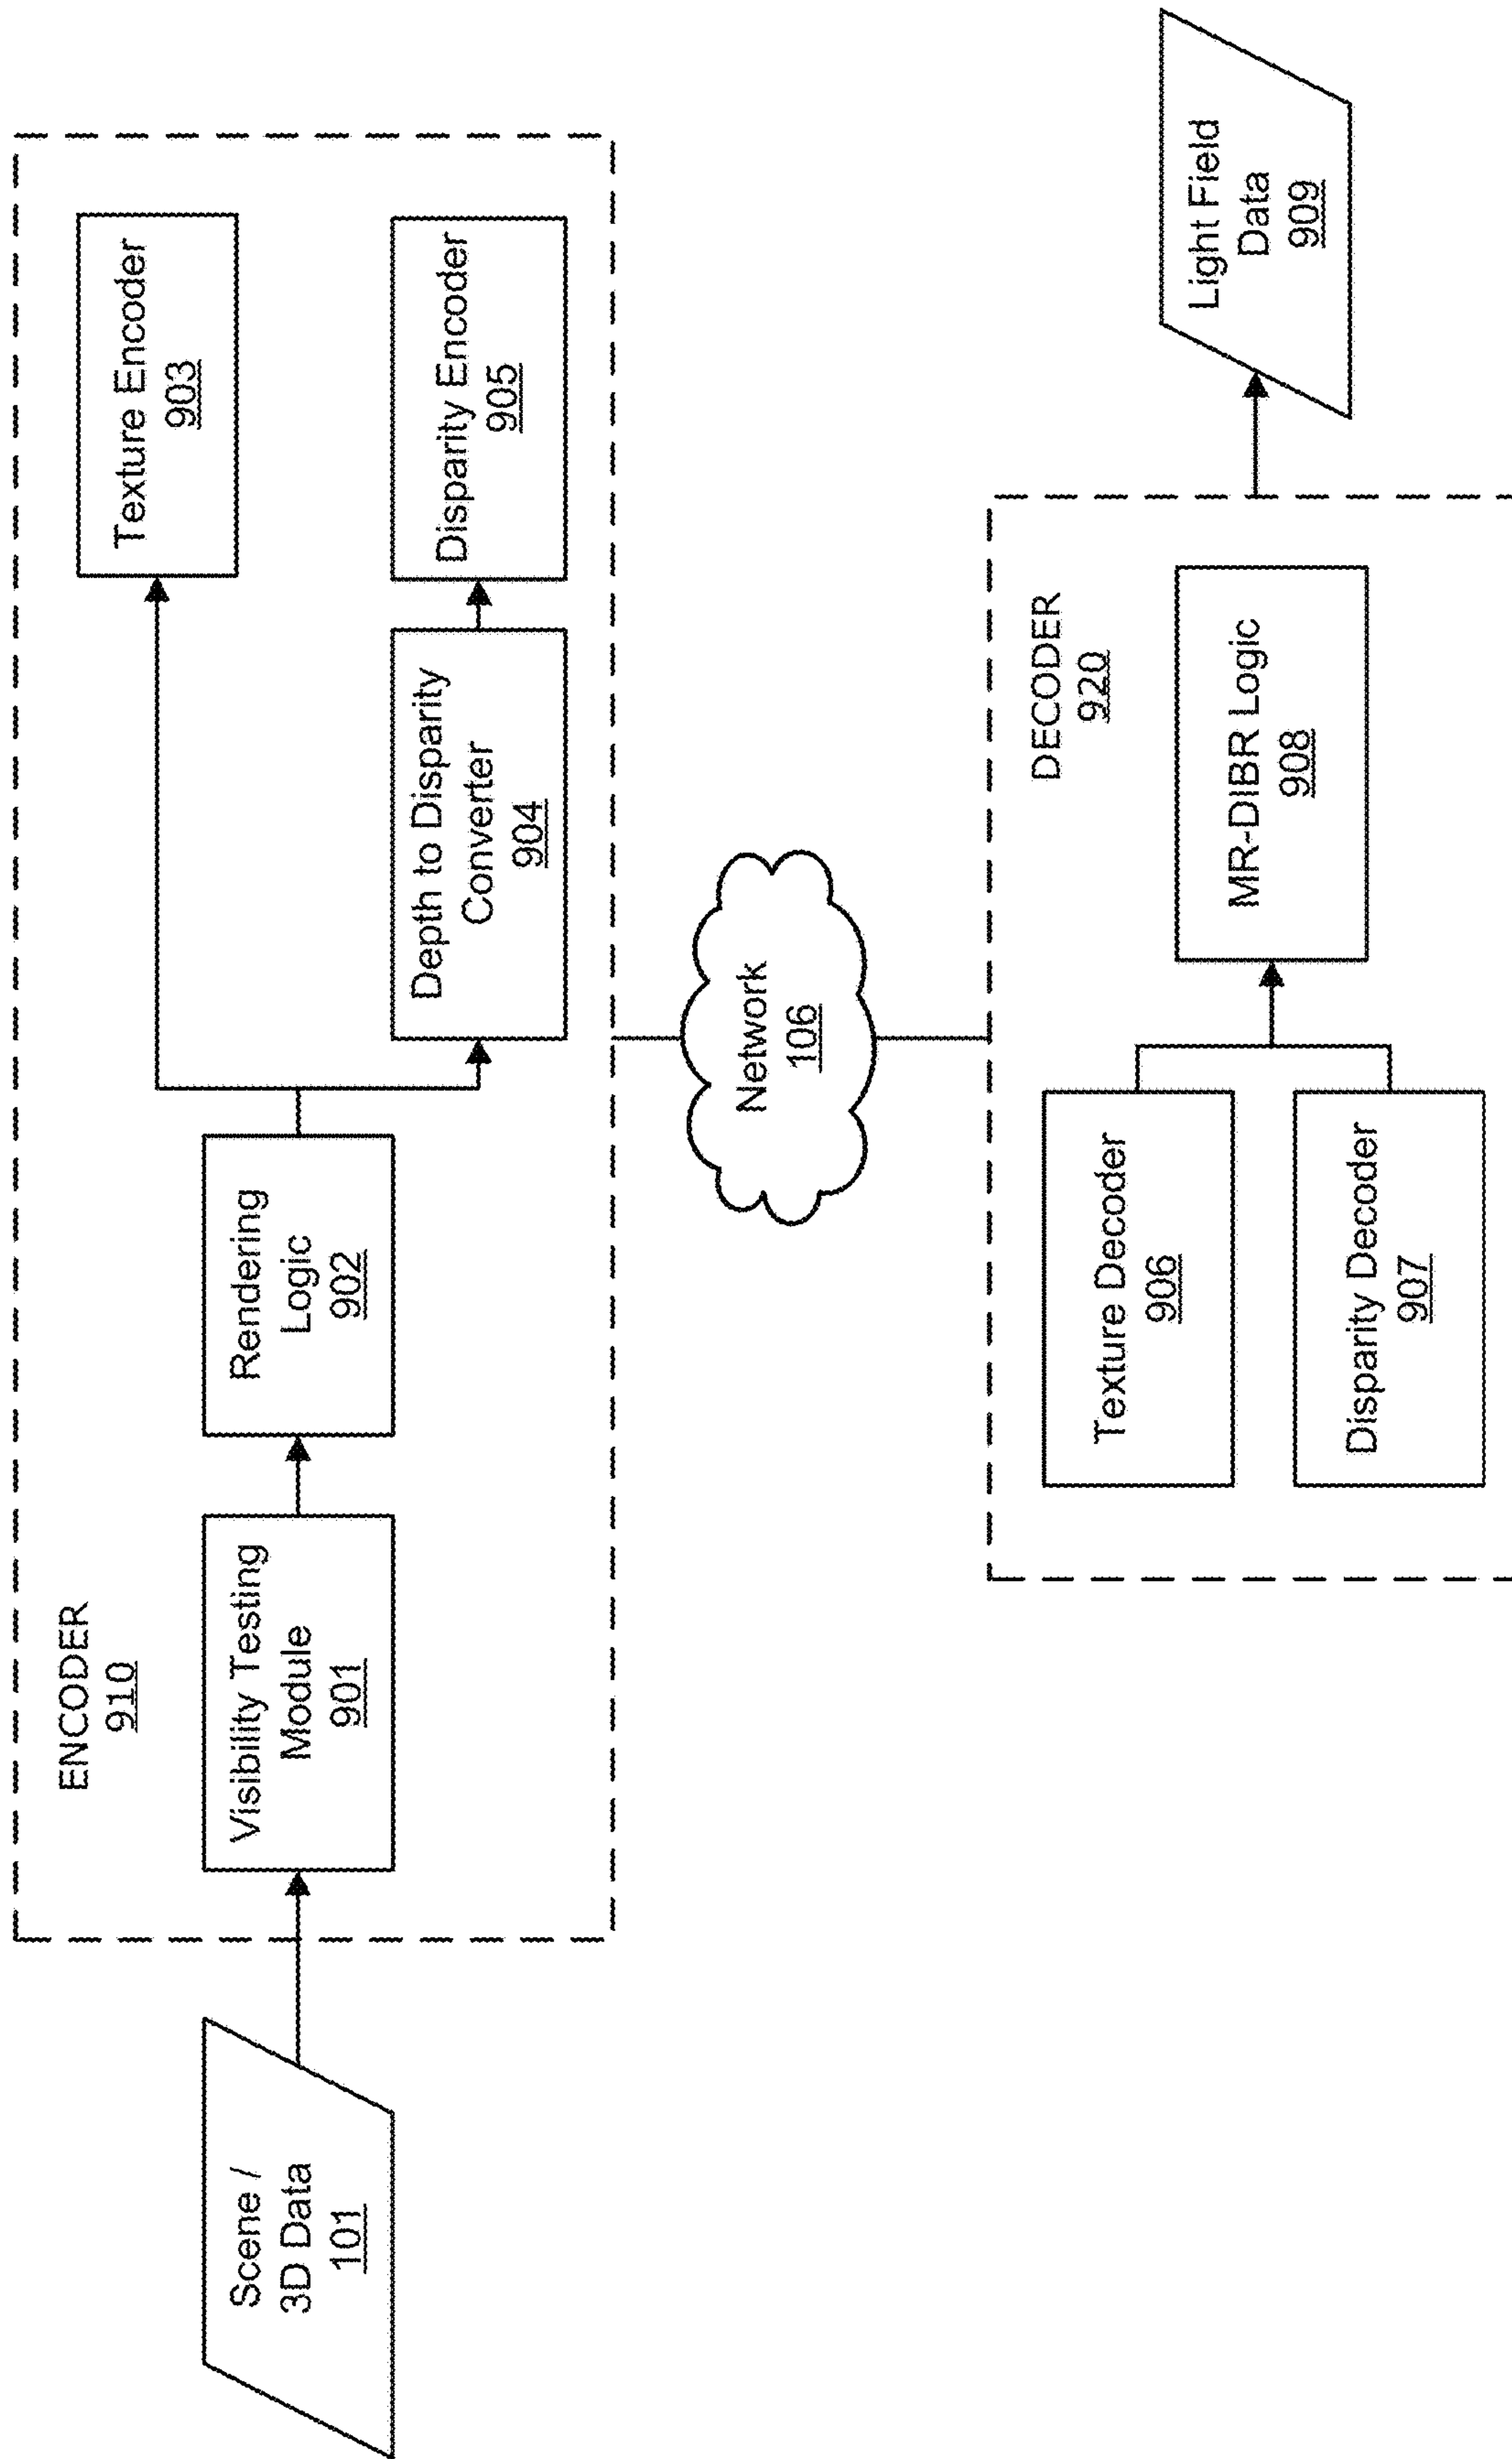 ENCODER
910
Scene /
3D Data
101
Visibility Testing
Module
901
Rendering
Logic
902
Texture Encoder
903
Depth to Disparity
Converter
904
Disparity Encoder
905
Network
106
DECODER
920
Texture Decoder
906
Disparity Decoder
907
MR-DIBR Logic
908
Light Field
Data
909